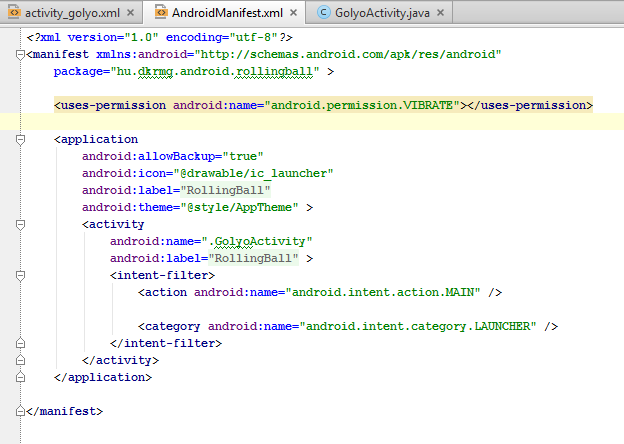 activity_golyo.xml × AndroidManifest.xml × GolyoActivity.java ×
<?xml version="1.0" encoding="utf-8"?>
<manifest xmlns:android="http://schemas.android.com/apk/res/android"
    package="hu.dkrmg.android.rollingball" >

    <uses-permission android:name="android.permission.VIBRATE"></uses-permission>

    <application
        android:allowBackup="true"
        android:icon="@drawable/ic_launcher"
        android:label="RollingBall"
        android:theme="@style/AppTheme" >
        <activity
            android:name=".GolyoActivity"
            android:label="RollingBall" >
            <intent-filter>
                <action android:name="android.intent.action.MAIN" />

                <category android:name="android.intent.category.LAUNCHER" />
            </intent-filter>
        </activity>
    </application>

</manifest>